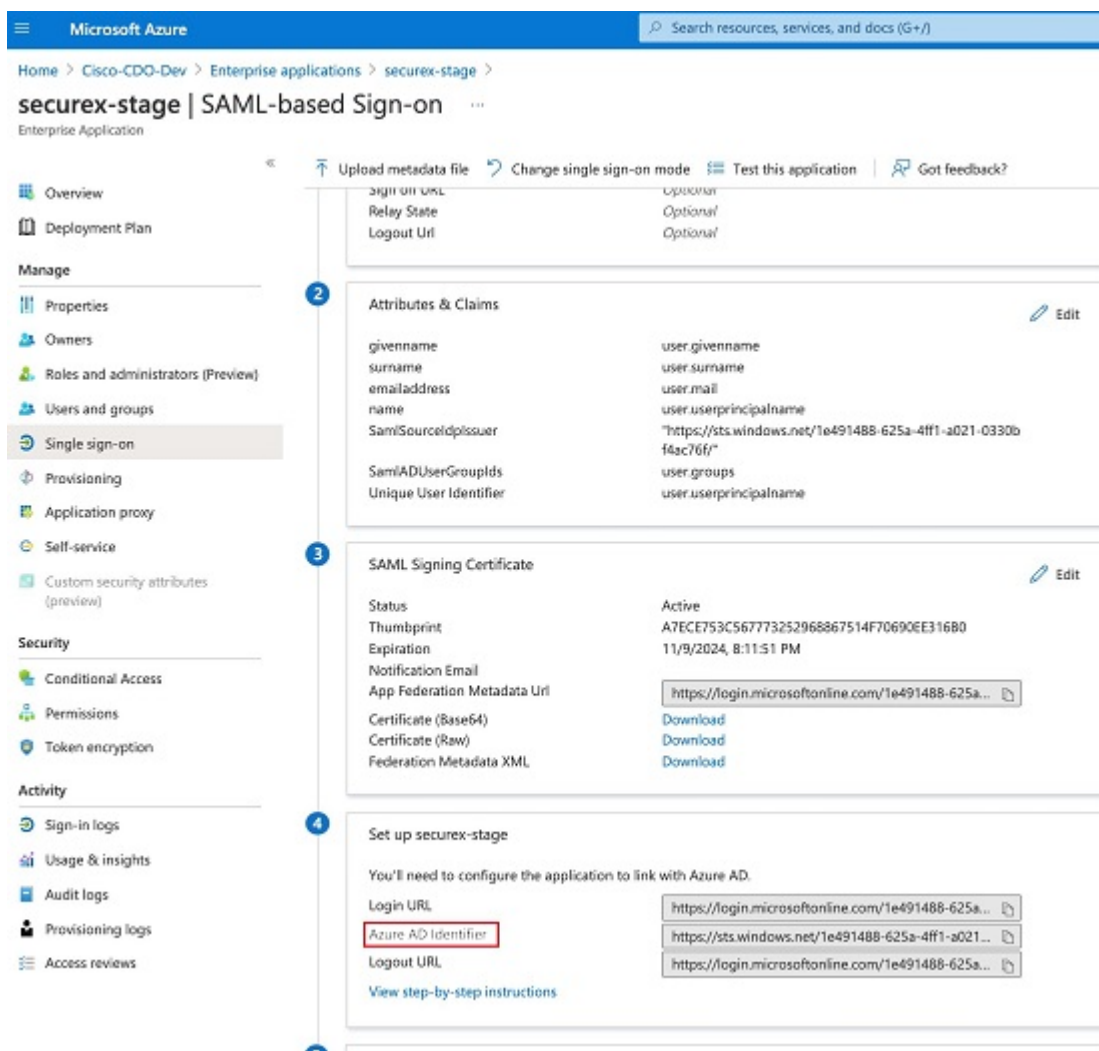 Microsoft Azure
Search resources, services, and docs (G+/)
Home > Cisco-CDO-Dev > Enterprise applications > securex-stage >
securex-stage | SAML-based Sign-on ...
Enterprise Application
«
Upload metadata file
Change single sign-on mode
Test this application
Got feedback?
Overview
Deployment Plan
Manage
Properties
Owners
Roles and administrators (Preview)
Users and groups
Single sign-on
Provisioning
Application proxy
Self-service
Custom security attributes
(preview)
Security
Conditional Access
Permissions
Token encryption
Activity
Sign-in logs
Usage & insights
Audit logs
Provisioning logs
Access reviews
Sign on URL Optional
Relay State Optional
Logout Url Optional
2
Attributes & Claims
Edit
givenname user.givenname
surname user.surname
emailaddress user.mail
name user.userprincipalname
SamlSourceIdpIssuer "https://sts.windows.net/1e491488-625a-4ff1-a021-0330b
f4ac76f/"
SamlADUserGroupIds user.groups
Unique User Identifier user.userprincipalname
3
SAML Signing Certificate
Edit
Status Active
Thumbprint A7ECE753C567773252968867514F70690EE316B0
Expiration 11/9/2024, 8:11:51 PM
Notification Email
App Federation Metadata Url https://login.microsoftonline.com/1e491488-625a...
Certificate (Base64) Download
Certificate (Raw) Download
Federation Metadata XML Download
4
Set up securex-stage
You'll need to configure the application to link with Azure AD.
Login URL https://login.microsoftonline.com/1e491488-625a...
Azure AD Identifier https://sts.windows.net/1e491488-625a-4ff1-a021...
Logout URL https://login.microsoftonline.com/1e491488-625a...
View step-by-step instructions